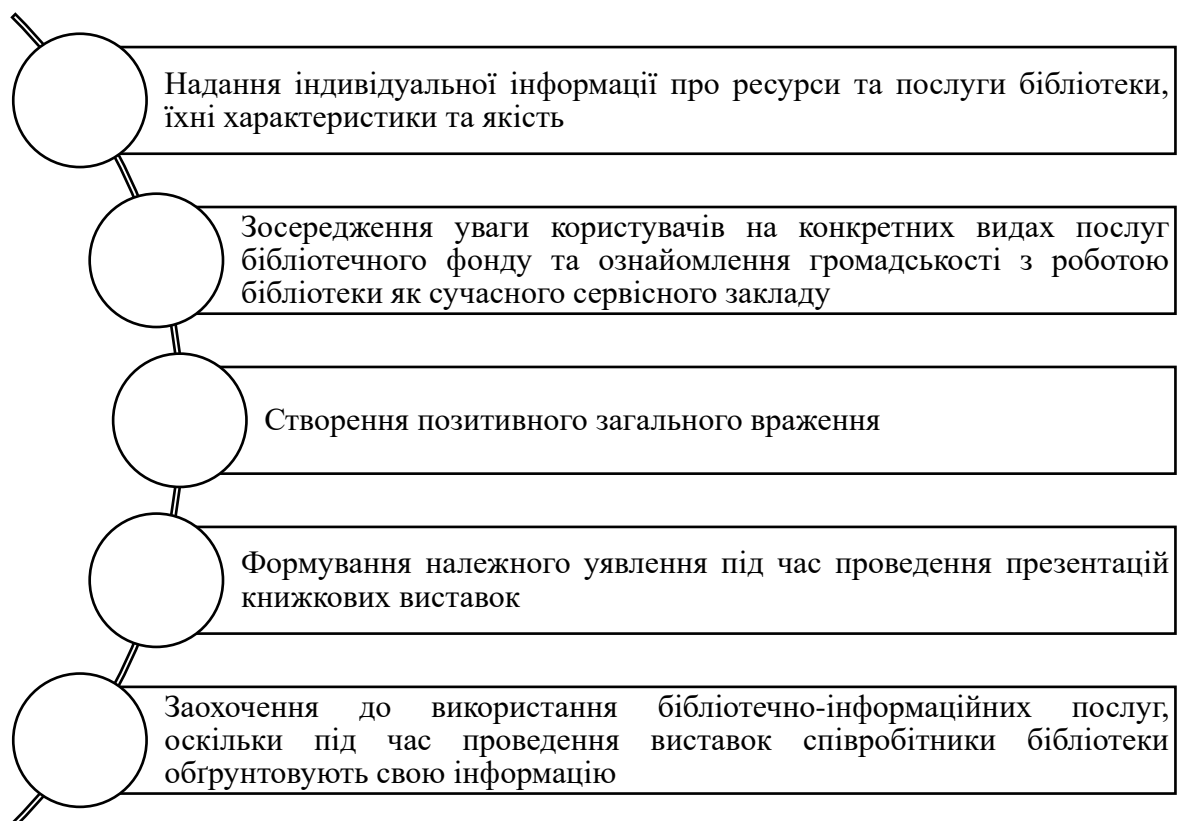 Надання індивідуальної інформації про ресурси та послуги бібліотеки,
їхні характеристики та якість
Зосередження уваги користувачів на конкретних видах послуг
бібліотечного фонду та ознайомлення громадськості з роботою
бібліотеки як сучасного сервісного закладу
Створення позитивного загального враження
Формування належного уявлення під час проведення презентацій
книжкових виставок
Заохочення до використання бібліотечно-інформаційних послуг,
оскільки під час проведення виставок співробітники бібліотеки
обґрунтовують свою інформацію